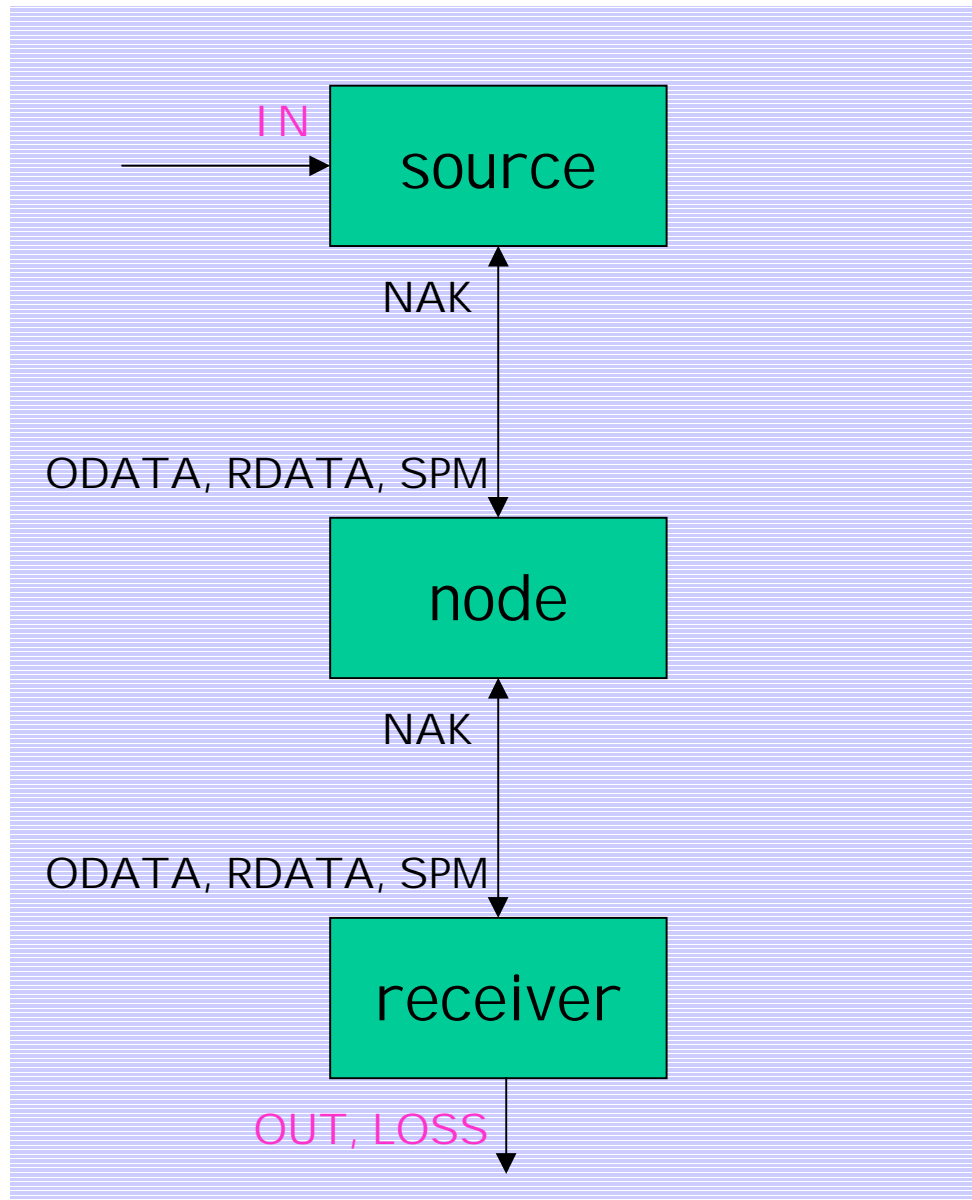 IN
source
NAK
ODATA, RDATA, SPM
node
NAK
ODATA, RDATA, SPM
receiver
OUT, LOSS